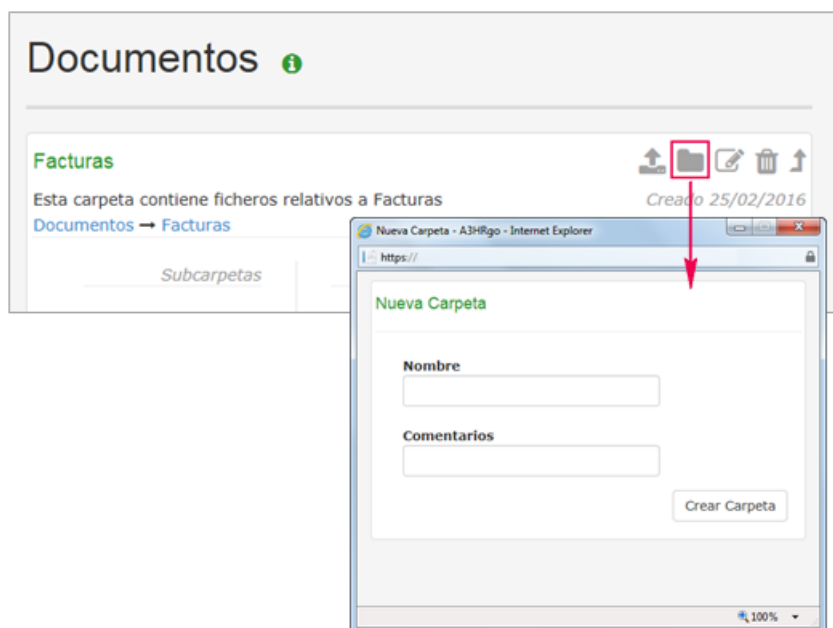 Documentos
Facturas
Esta carpeta contiene ficheros relativos a Facturas
Creado 25/02/2016
Documentos → Facturas
Subcarpetas
Nueva Carpeta - A3HRgo - Internet Explorer
https://
Nueva Carpeta
Nombre
Comentarios
Crear Carpeta
100%